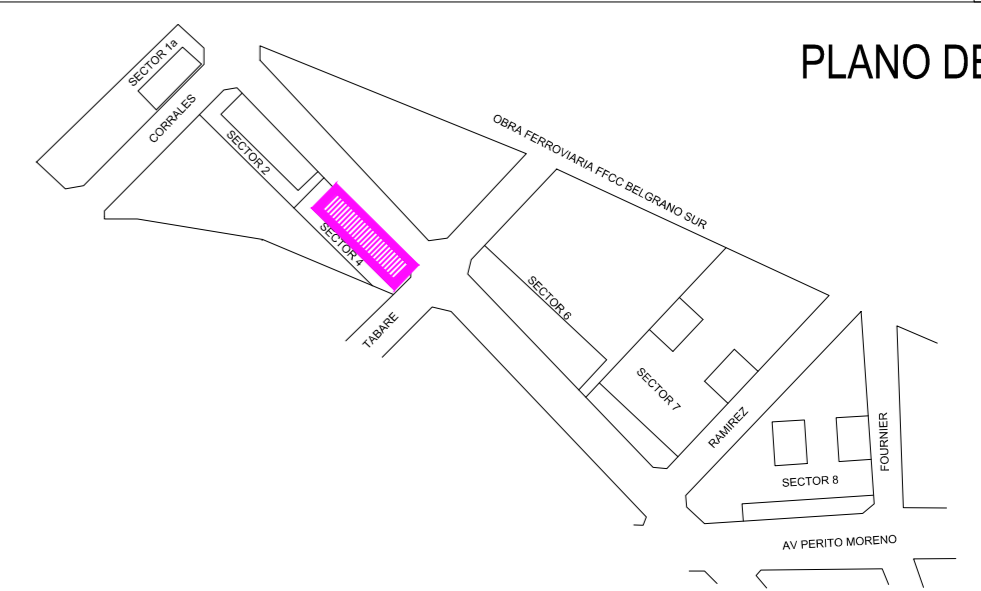 PLANO DE
SECTOR 1a
CORRALES
OBRA FERROVIARIA FFCC BELGRANO SUR
SECTOR 2
SECTOR 4
SECTOR 6
TABARE
SECTOR 7
RAMIREZ
FOURNIER
SECTOR 8
AV PERITO MORENO